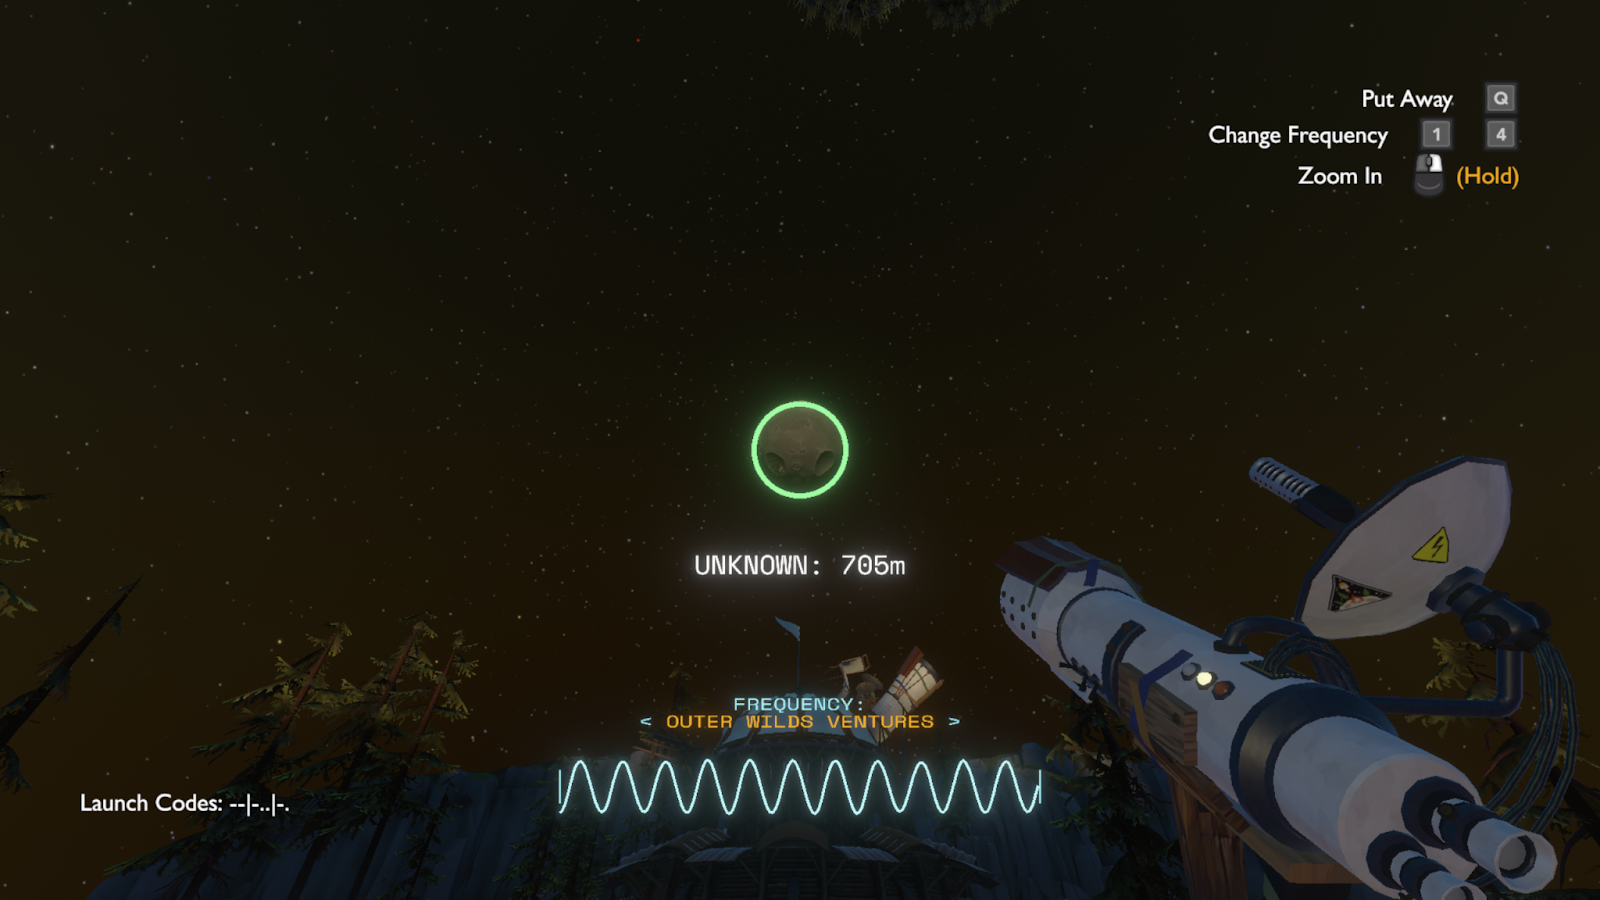 Put Away Q
Change Frequency 1 4
Zoom In (Hold)
UNKNOWN: 705m
FREQUENCY:
< OUTER WILDS VENTURES >
Launch Codes: --|-..|-.